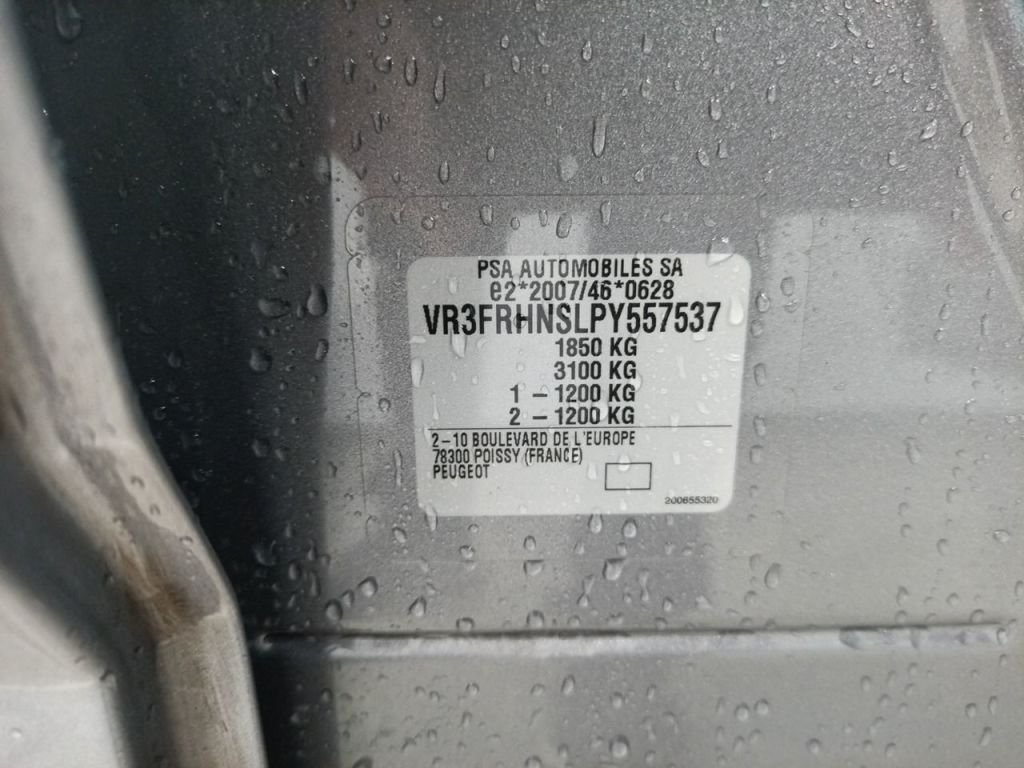 PSA AUTOMOBILES SA
e2*2007/46*0628
VR3FRHNSLPY557537
1850 KG
3100 KG
1 – 1200 KG
2 – 1200 KG
2–10 BOULEVARD DE L'EUROPE
78300 POISSY (FRANCE)
PEUGEOT
200655320